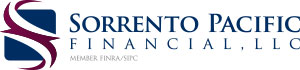 SORRENTO PACIFIC
FINANCIAL, LLC
MEMBER FINRA/SIPC